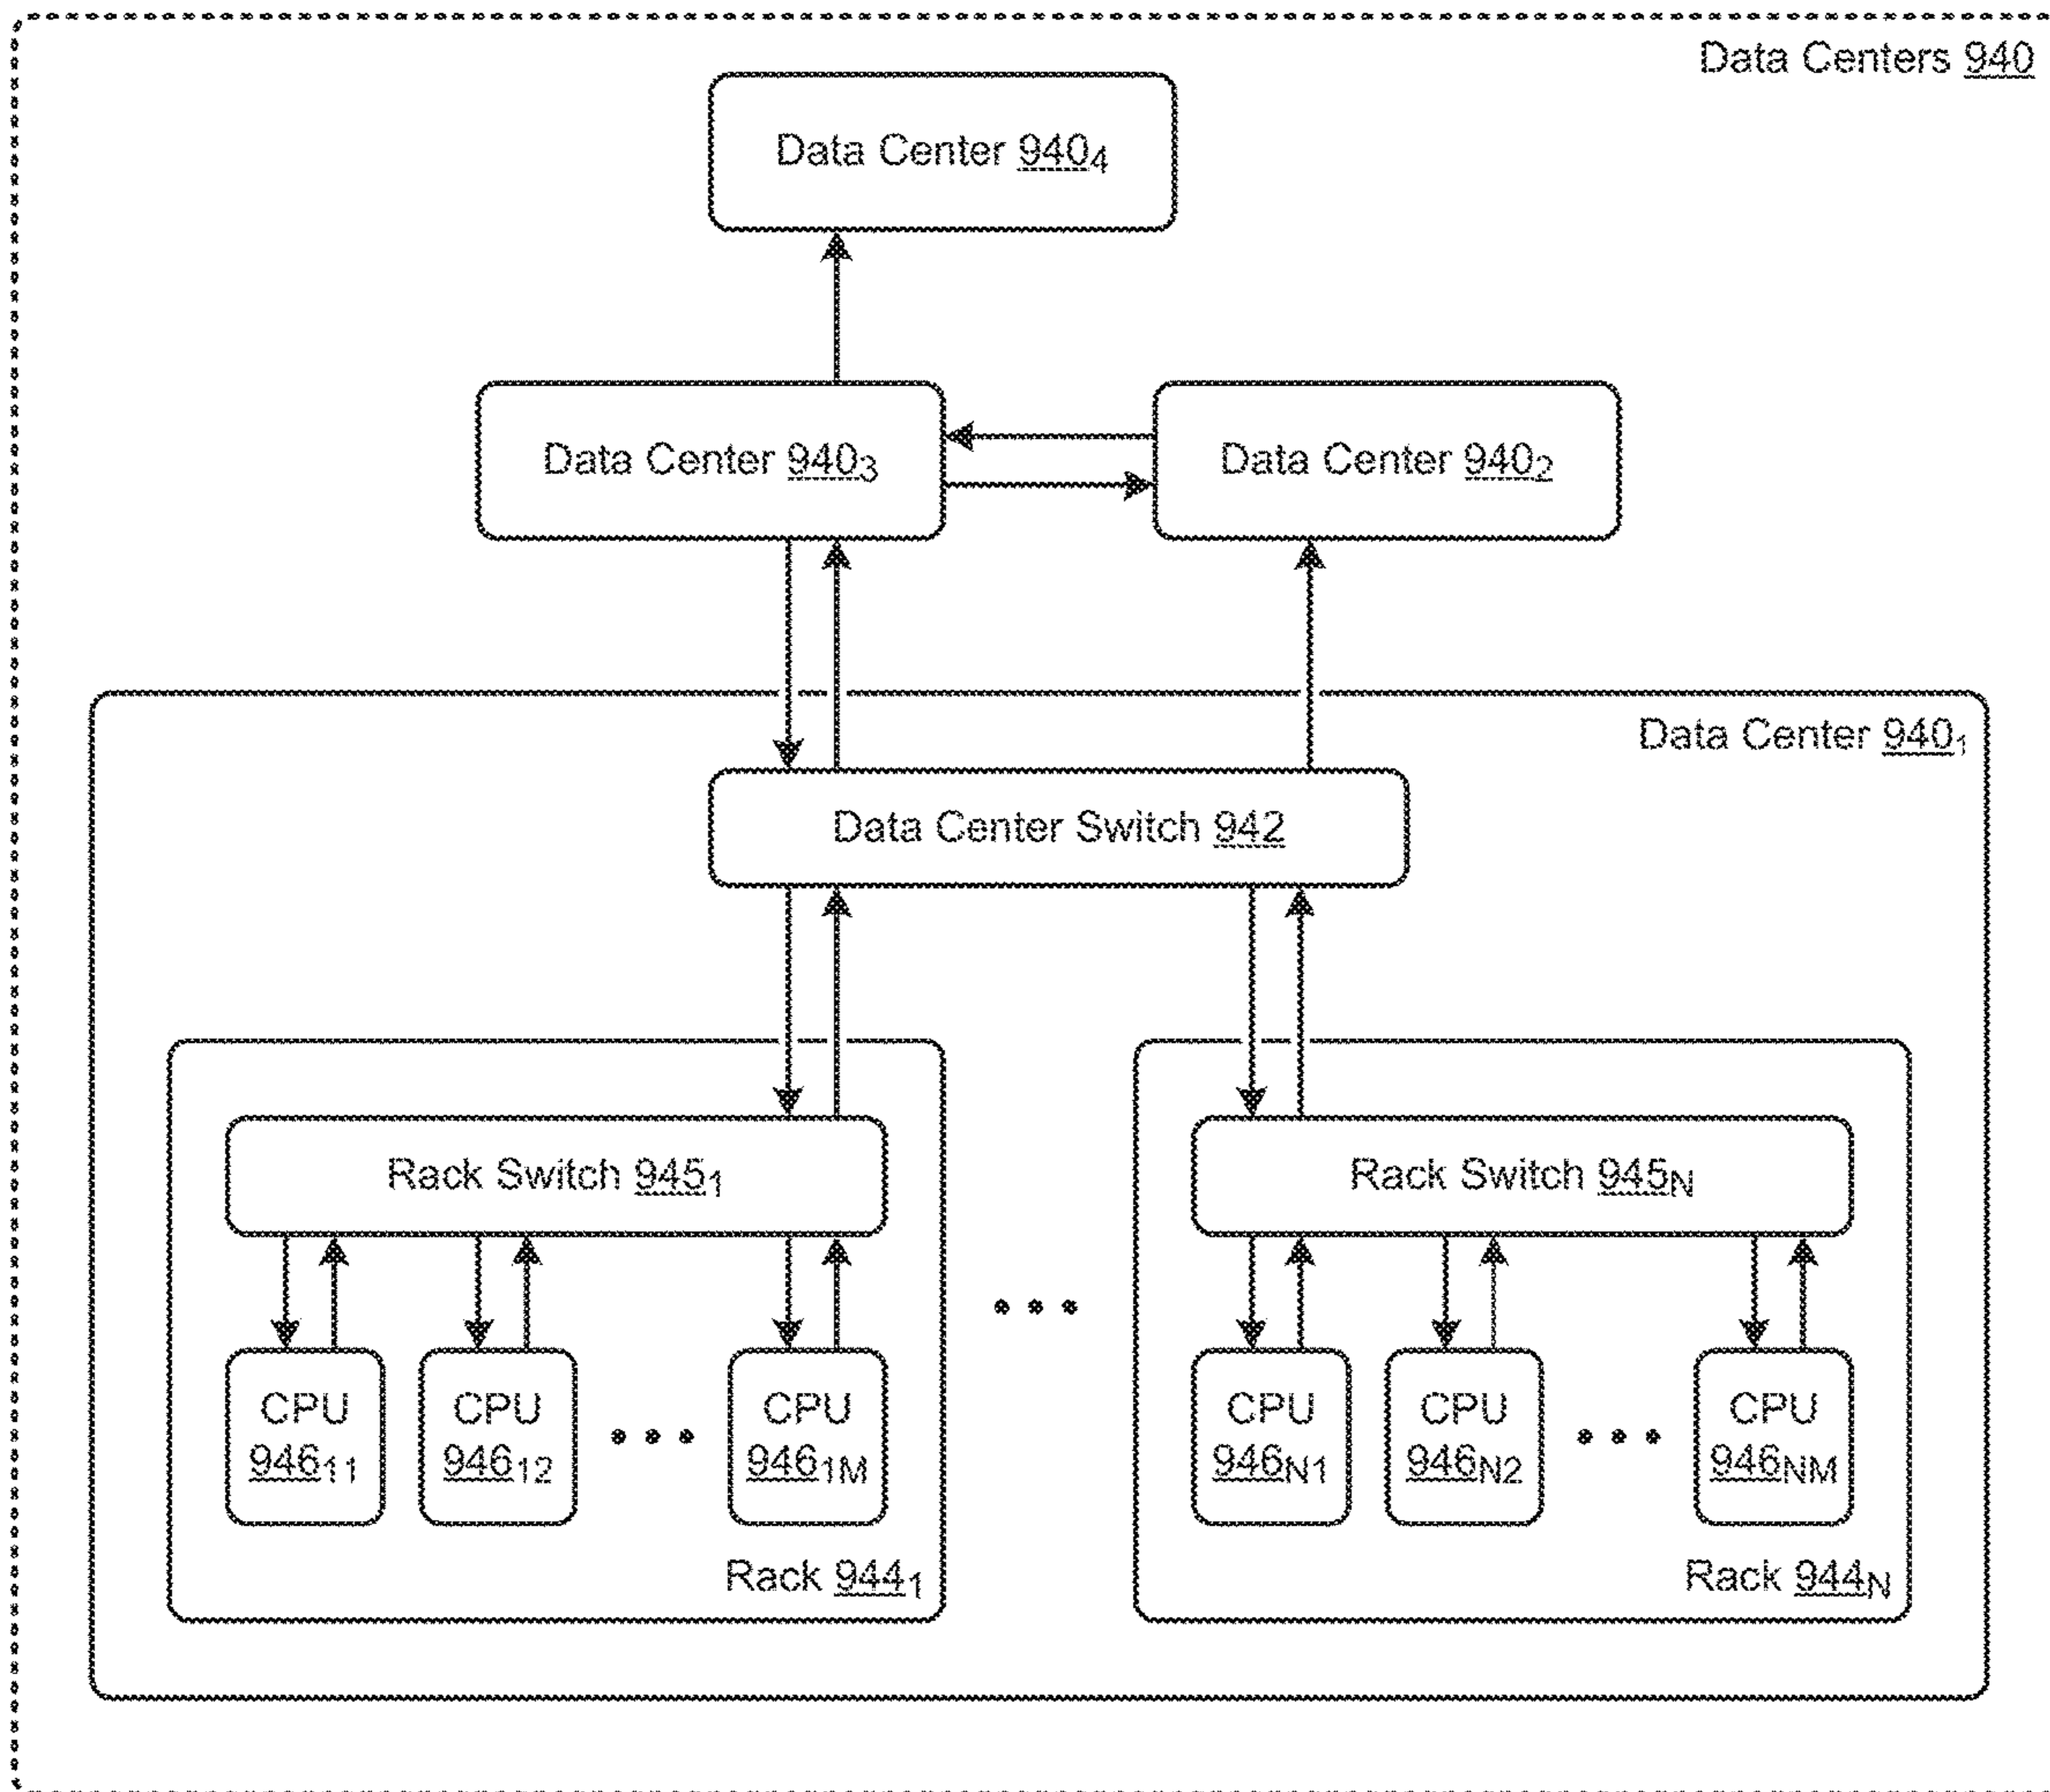 Data Centers 940
Data Center 940₄
Data Center 940₃
Data Center 940₂
Data Center 940₁
Data Center Switch 942
Rack Switch 945₁
Rack Switch 945N
CPU
946₁₁
CPU
946₁₂
CPU
946₁M
CPU
946N₁
CPU
946N₂
CPU
946NM
Rack 944₁
Rack 944N